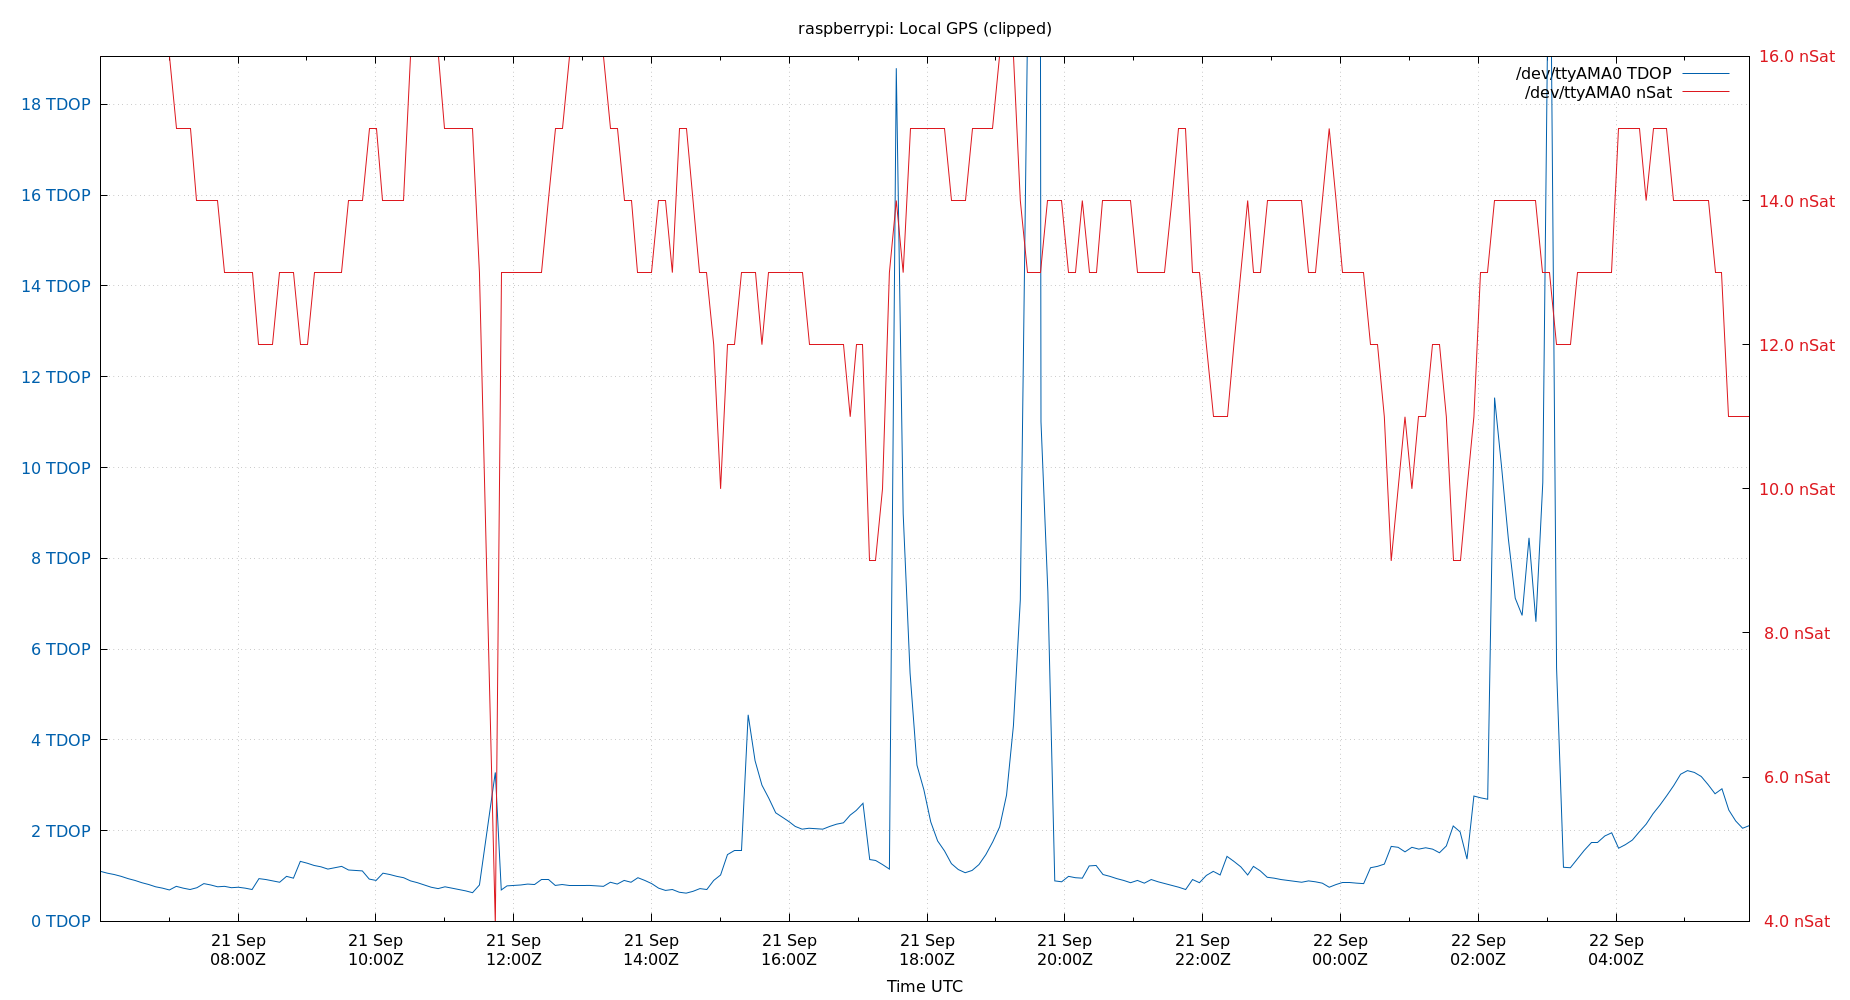 raspberrypi: Local GPS (clipped)
/dev/ttyAMA0 TDOP
/dev/ttyAMA0 nSat
18 TDOP
16 TDOP
14 TDOP
12 TDOP
10 TDOP
8 TDOP
6 TDOP
4 TDOP
2 TDOP
0 TDOP
16.0 nSat
14.0 nSat
12.0 nSat
10.0 nSat
8.0 nSat
6.0 nSat
4.0 nSat
21 Sep
08:00Z
21 Sep
10:00Z
21 Sep
12:00Z
21 Sep
14:00Z
21 Sep
16:00Z
21 Sep
18:00Z
21 Sep
20:00Z
21 Sep
22:00Z
22 Sep
00:00Z
22 Sep
02:00Z
22 Sep
04:00Z
Time UTC